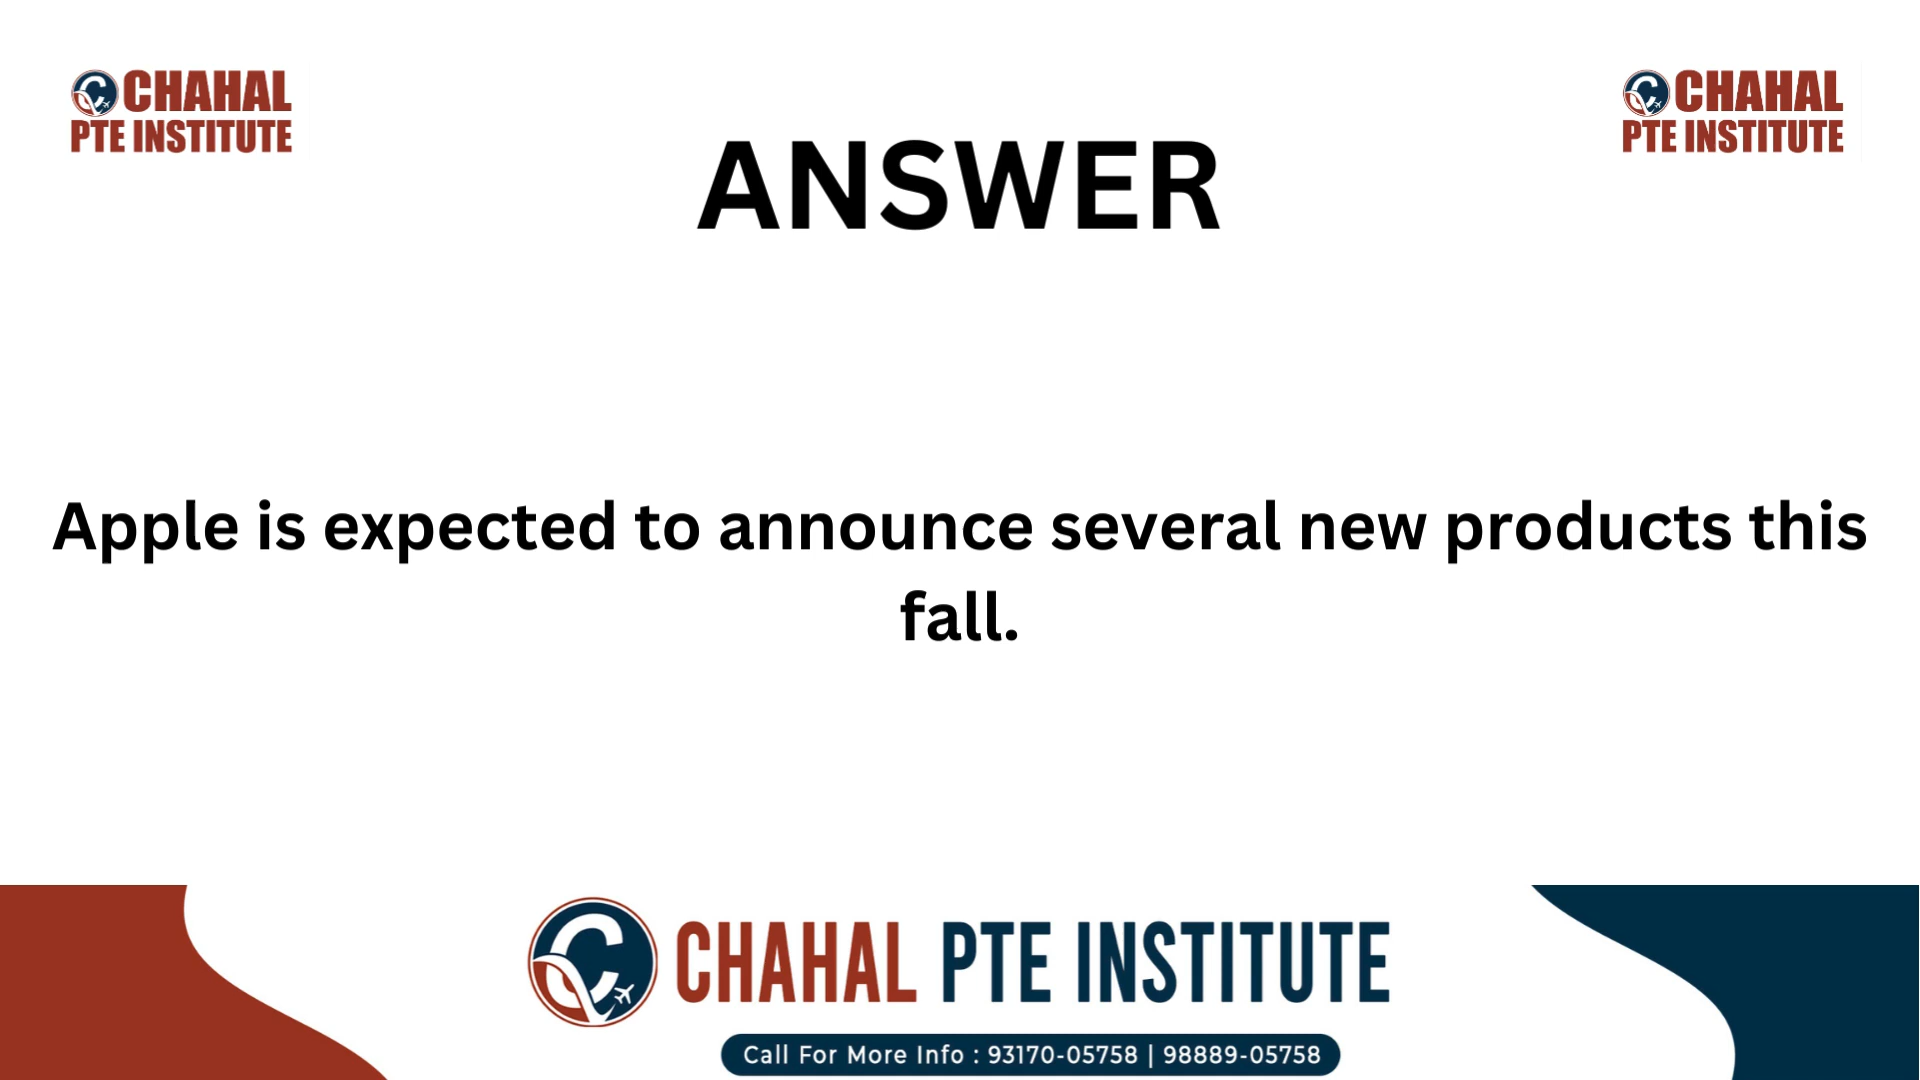 CHAHAL
PTE INSTITUTE
CHAHAL
PTE INSTITUTE
ANSWER
Apple is expected to announce several new products this
fall.
CHAHAL PTE INSTITUTE
Call For More Info : 93170-05758 | 98889-05758